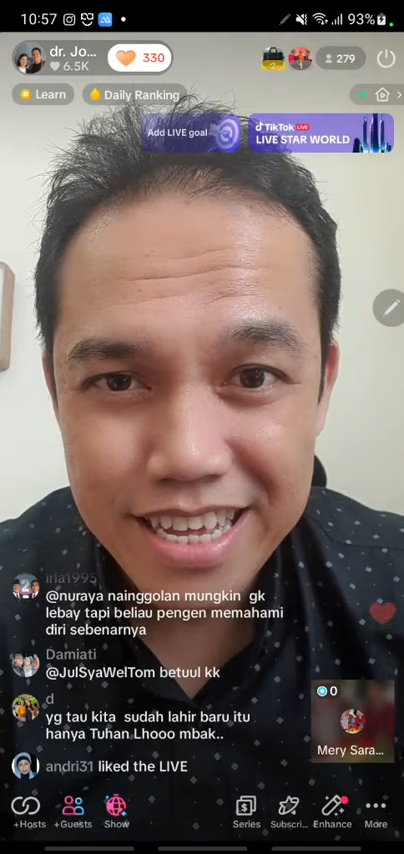 10:57
93%
dr. Jo...
6.5K
330
279
Learn
Daily Ranking
Add LIVE goal
TikTok LIVE
LIVE STAR WORLD
iria1995
@nuraya nainggolan mungkin gk
lebay tapi beliau pengen memahami
diri sebenarnya
Damiati
@JulSyaWelTom betuul kk
d
yg tau kita sudah lahir baru itu
hanya Tuhan Lhooo mbak..
andri31 liked the LIVE
0
Mery Sara...
+Hosts
+Guests
Show
Series
Subscri...
Enhance
More